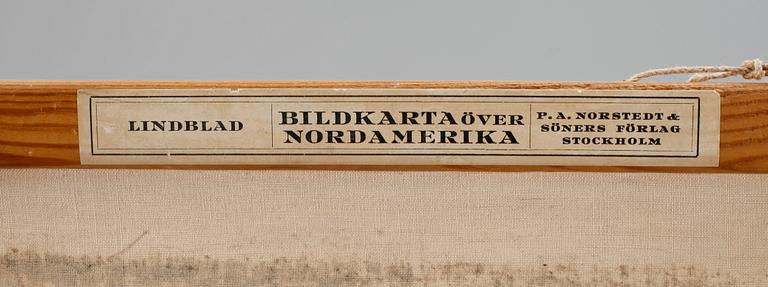 LINDBLAD
BILDKARTA ÖVER
NORDAMERIKA
P. A. NORSTEDT &
SÖNERS FÖRLAG
STOCKHOLM